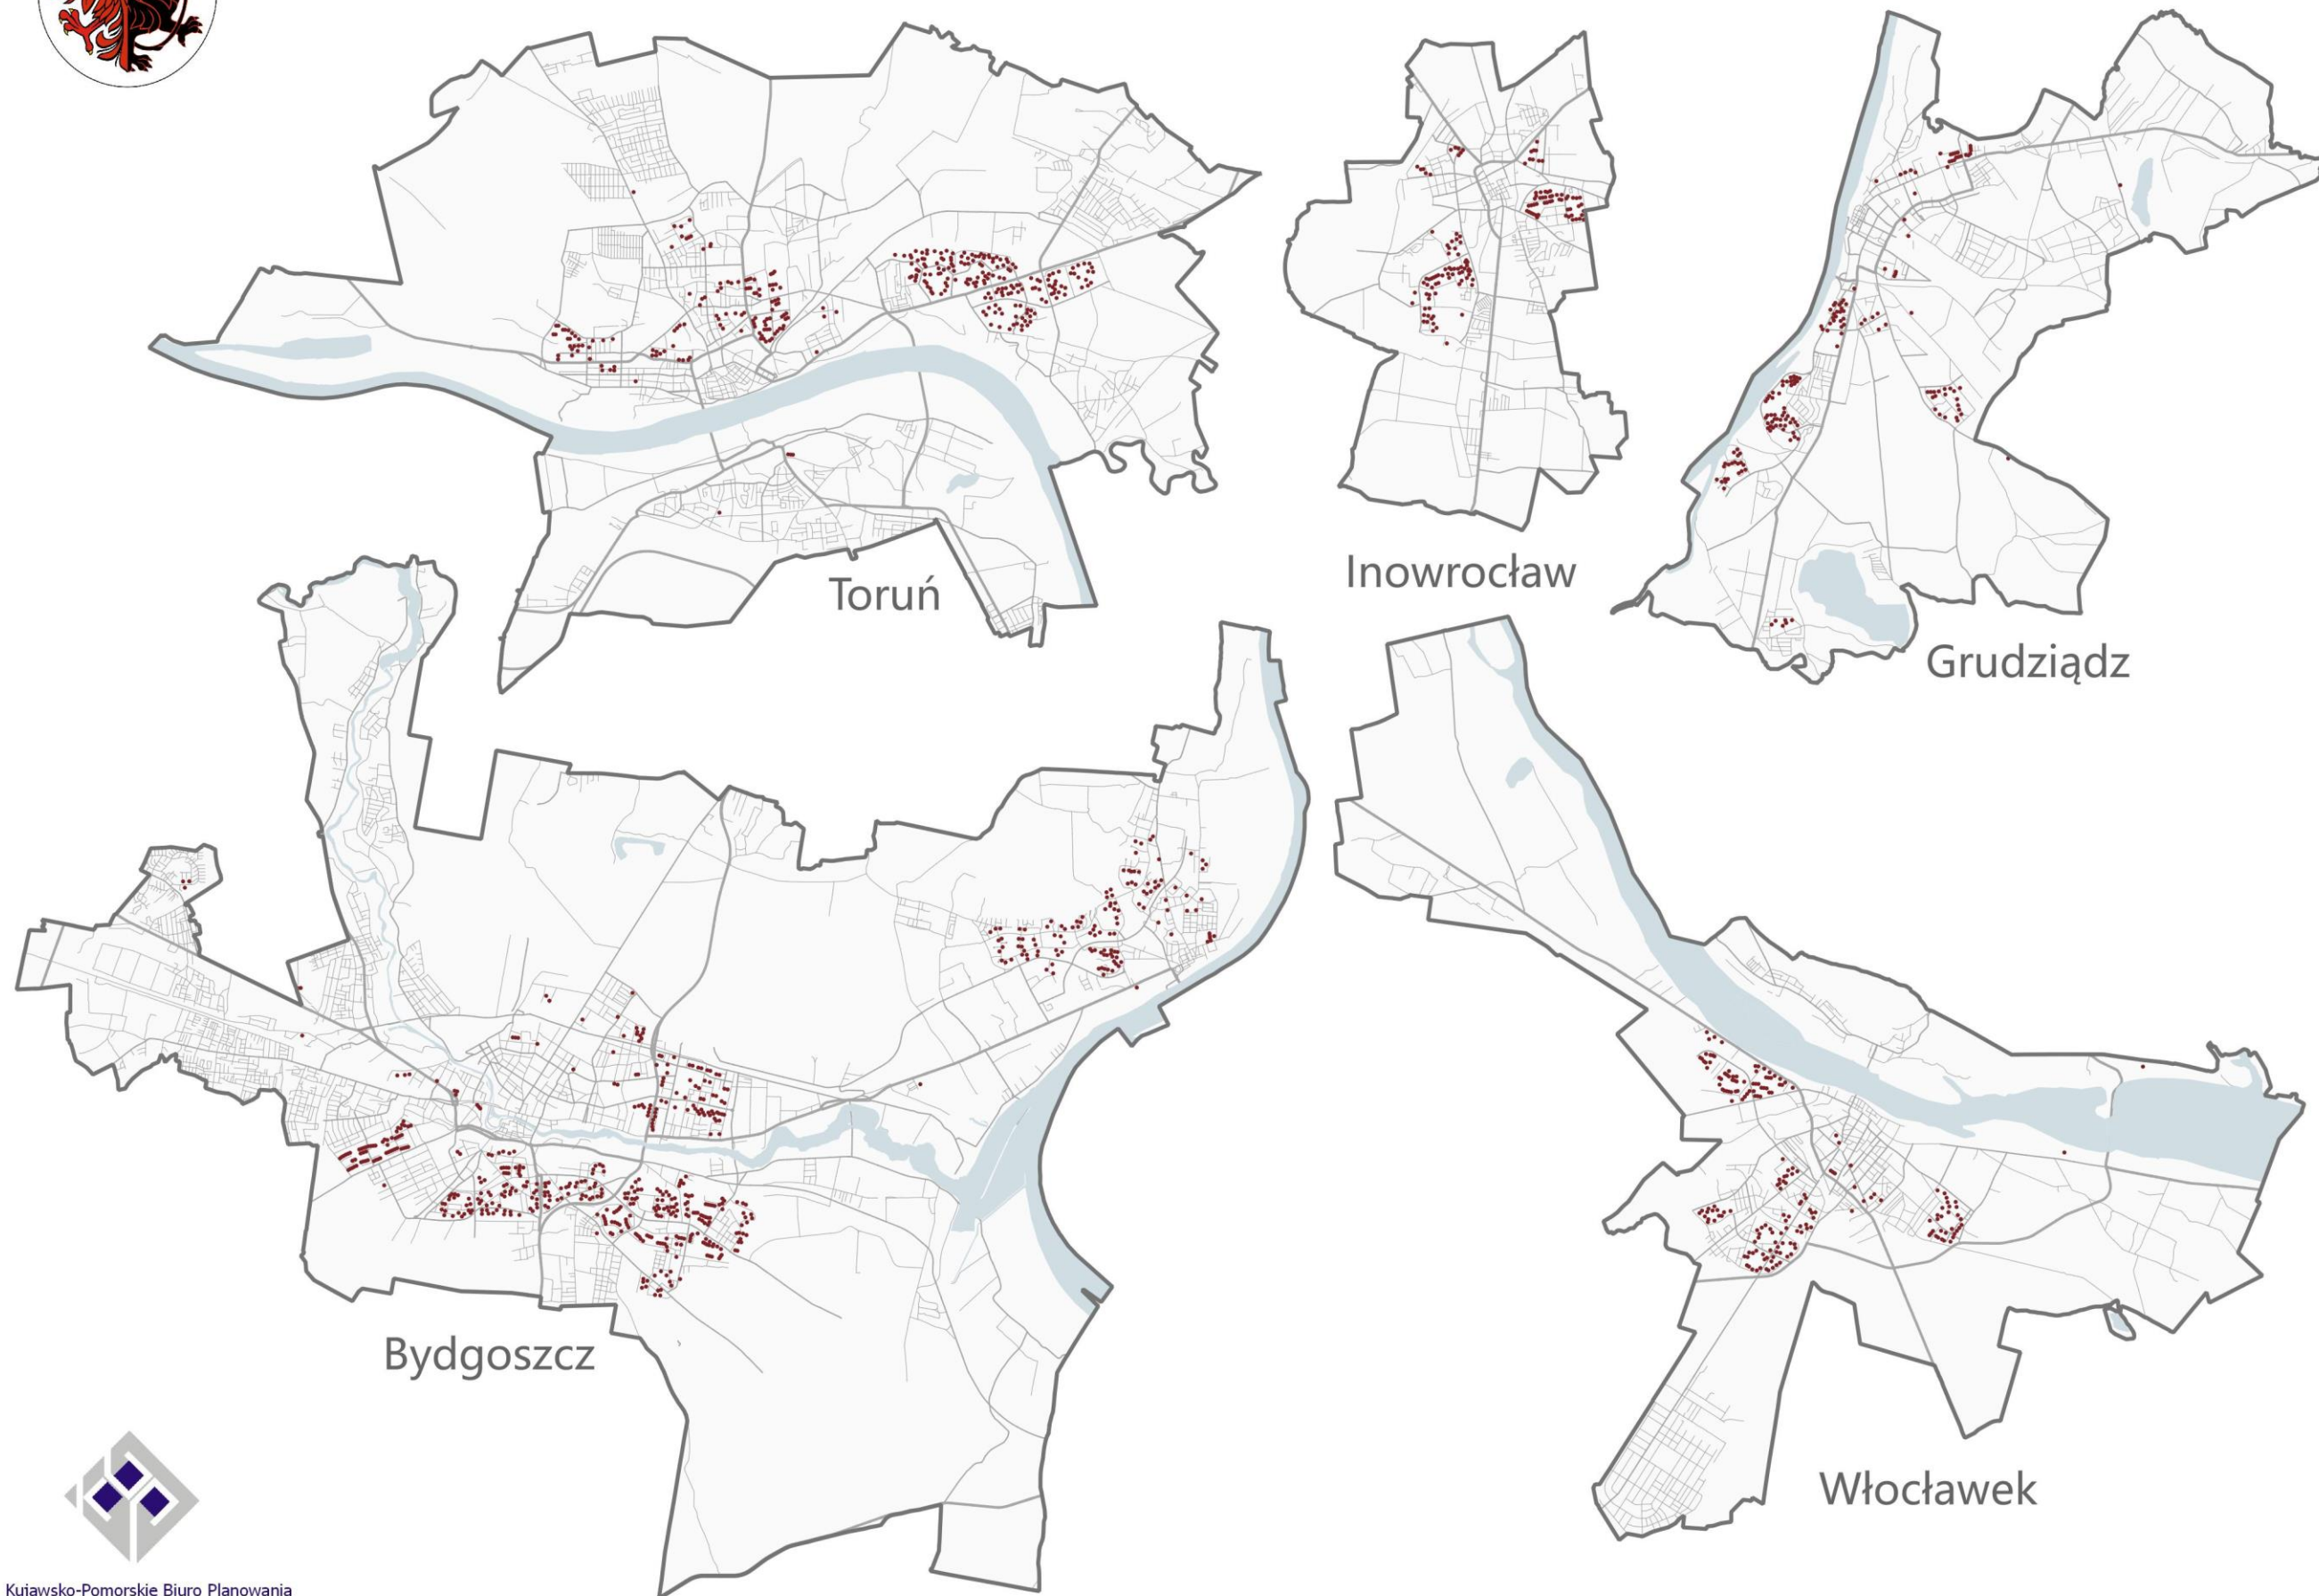 Toruń
Inowrocław
Grudziądz
Bydgoszcz
Włocławek
Kujawsko-Pomorskie Biuro Planowania